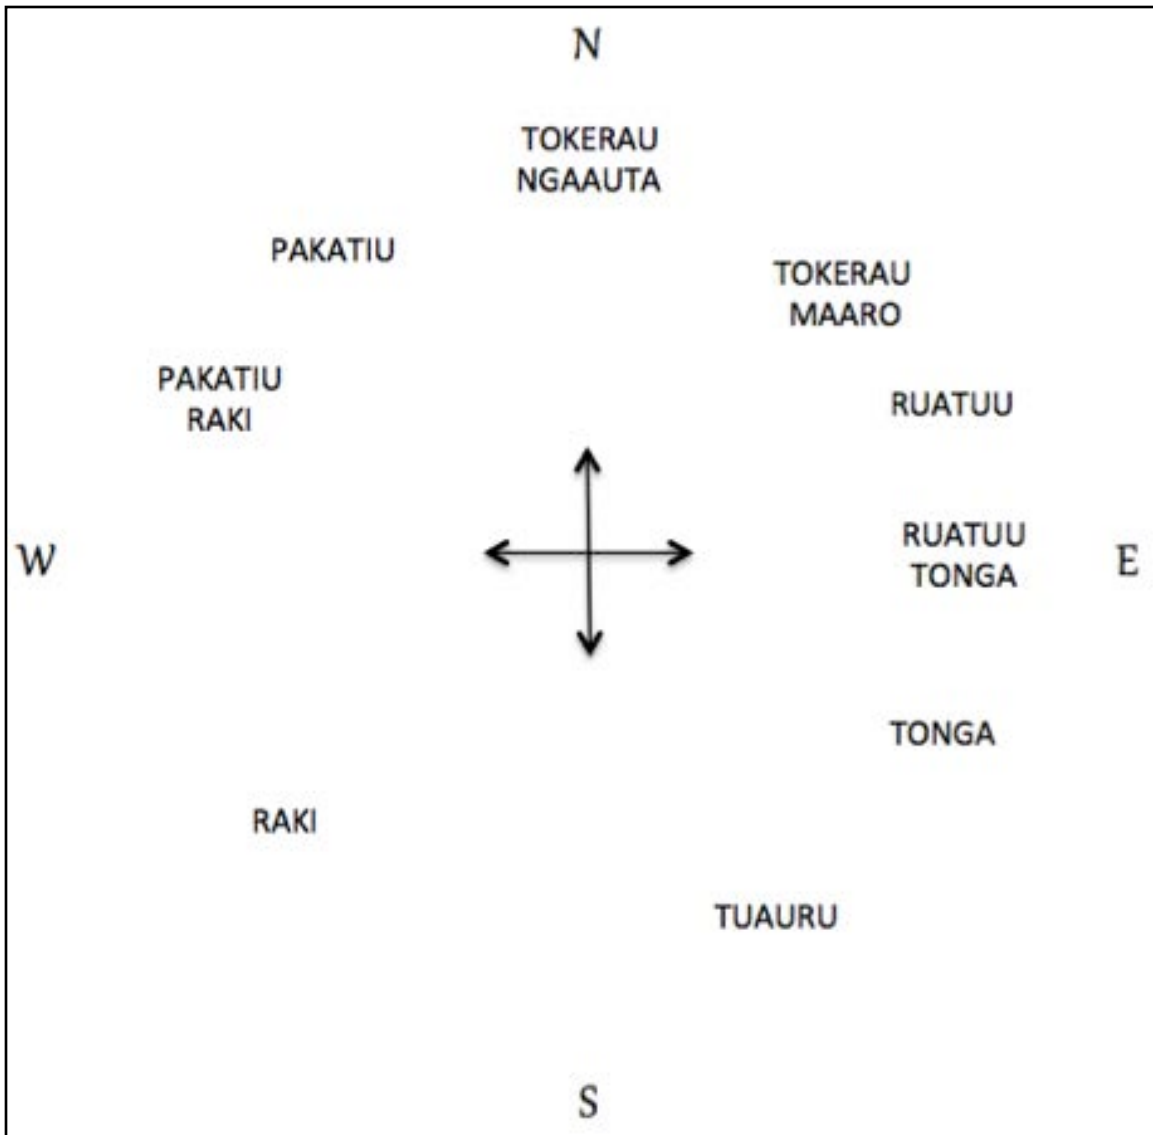 N
TOKERAU
NGAAUTA
PAKATIU
TOKERAU
MAARO
PAKATIU
RAKI
RUATUU
W
RUATUU
TONGA
E
TONGA
RAKI
TUAURU
S